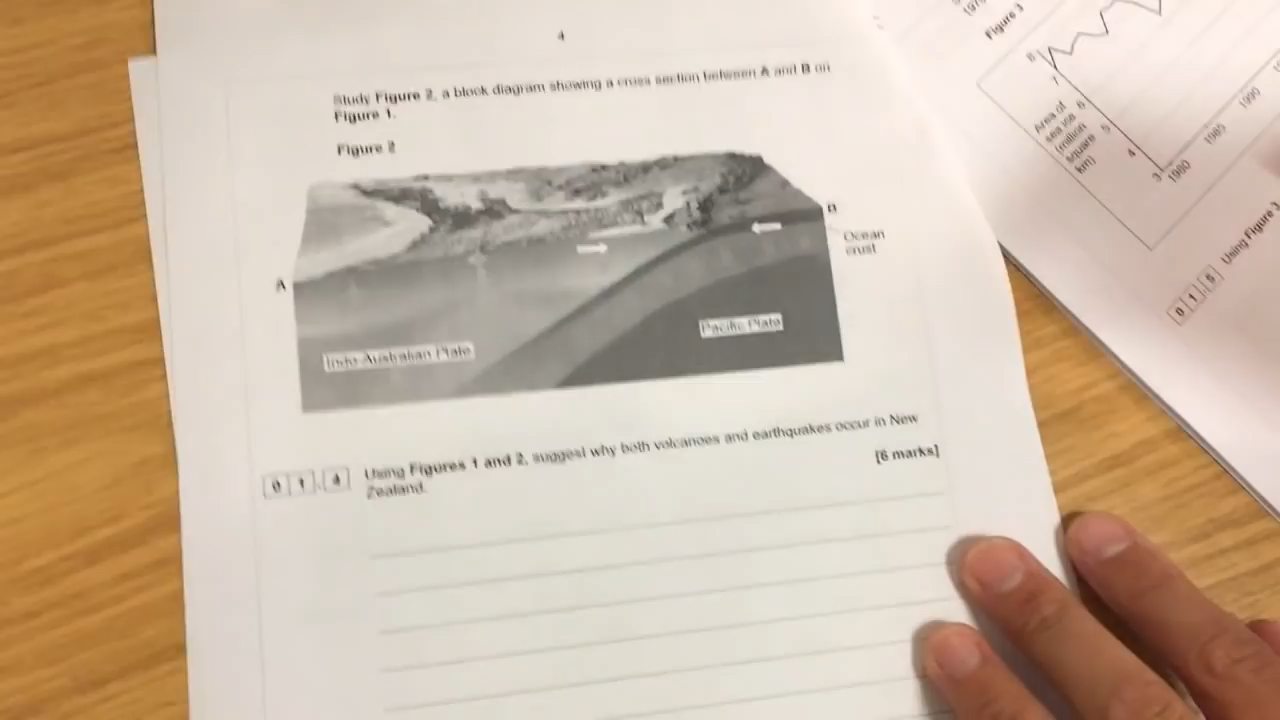 4
Study Figure 2, a block diagram showing a cross section between A and B on
Figure 1.
Figure 2
A
B
Ocean
crust
Pacific Plate
Indo-Australian Plate
0 1 . 4 Using Figures 1 and 2, suggest why both volcanoes and earthquakes occur in New
Zealand.
[6 marks]
Figure 3
Area of
sea ice
(million
square
km)
8
7
6
5
4
3
1980
1985
1990
0 1 . 5 Using Figure 3